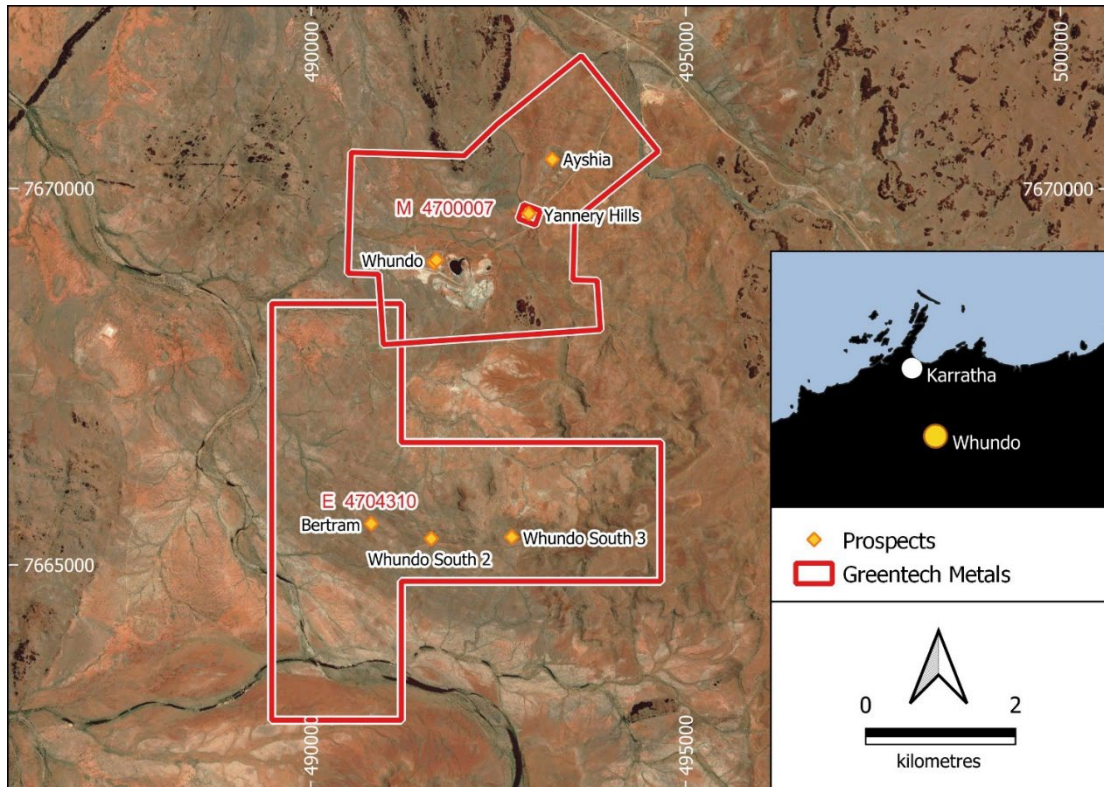 490000
495000
500000
Ayshia
7670000
7670000
M 4700007
Yannery Hills
Whundo
Karratha
Whundo
E 4704310
Bertram
Whundo South 2
Whundo South 3
7665000
Prospects
Greentech Metals
490000
495000
0 2
kilometres